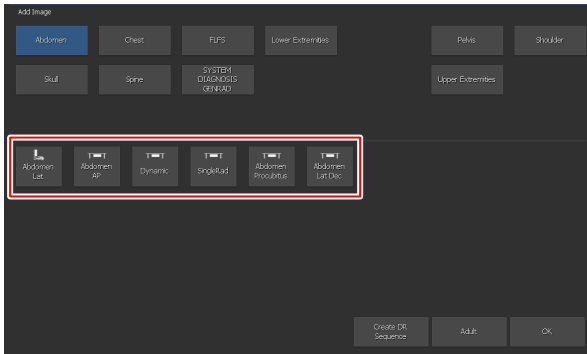 Add Image
Abdomen
Chest
FLFS
Lower Extremities
Pelvis
Shoulder
Skull
Spine
SYSTEM
DIAGNOSIS
GENRAD
Upper Extremities
Abdomen
Lat
Abdomen
AP
Dynamic
SingleRad
Abdomen
Procubitus
Abdomen
Lat Dec
Create DR
Sequence
Adult
OK